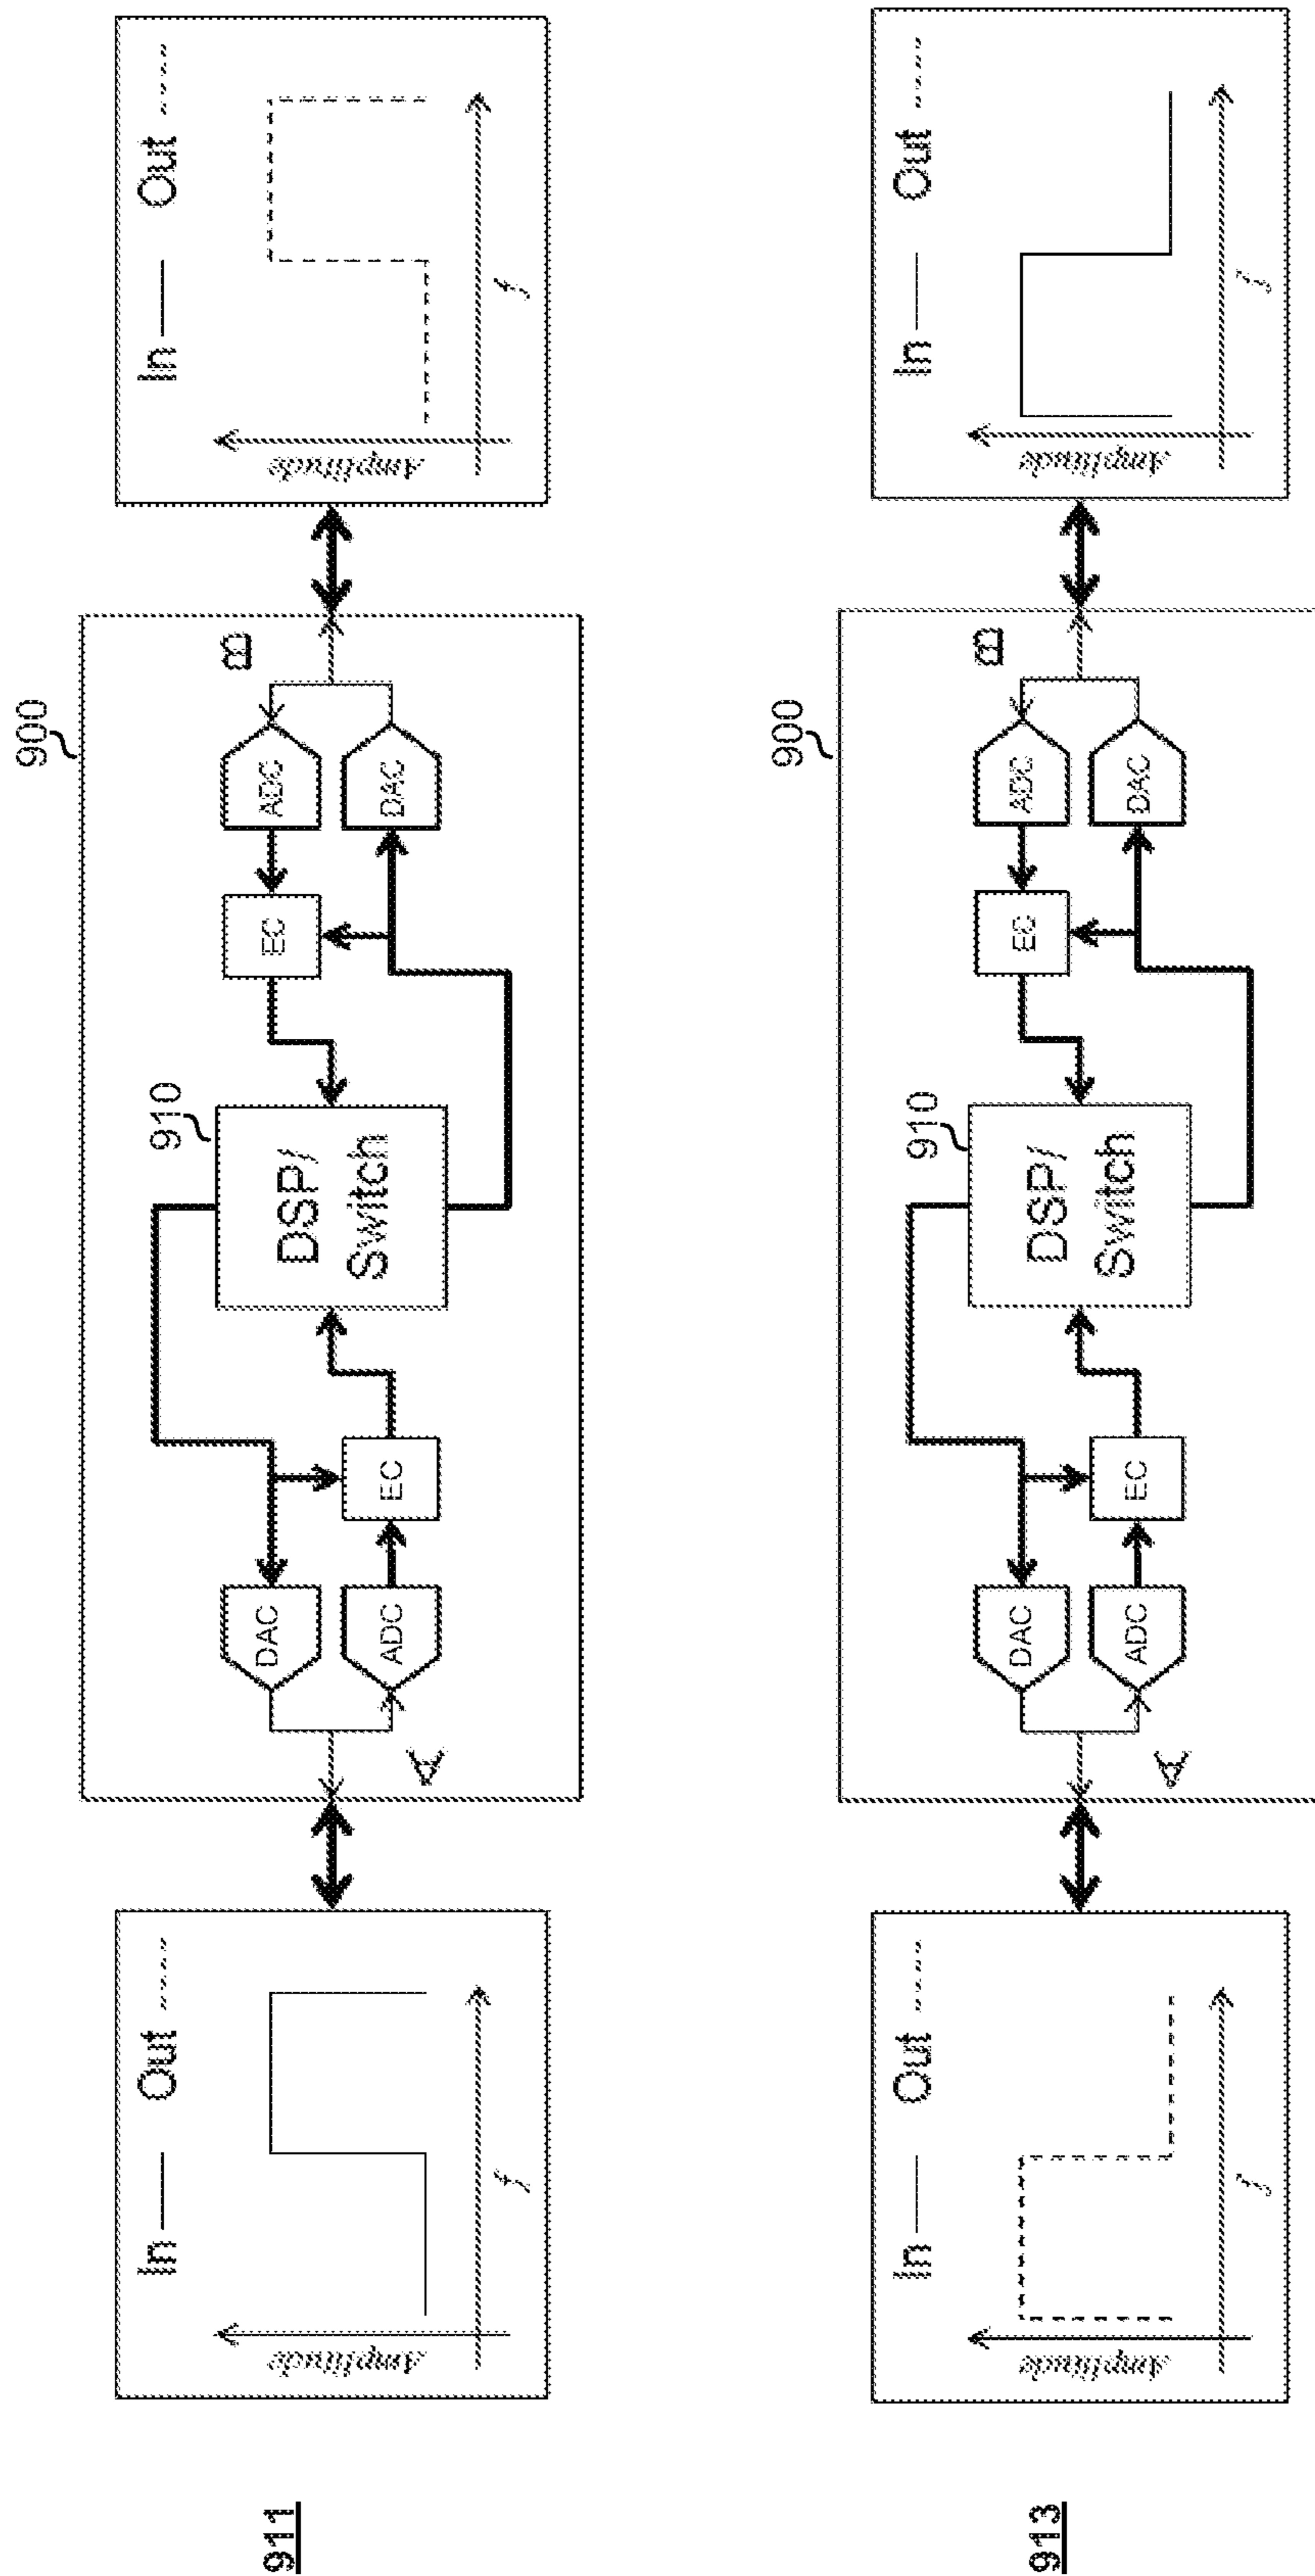 911
In Out
Amplitude
f
A
DAC
ADC
EC
910
DSP/
Switch
EC
ADC
DAC
B
900
In Out
Amplitude
f
913
In Out
Amplitude
f
A
DAC
ADC
EC
910
DSP/
Switch
EC
ADC
DAC
B
900
In Out
Amplitude
f